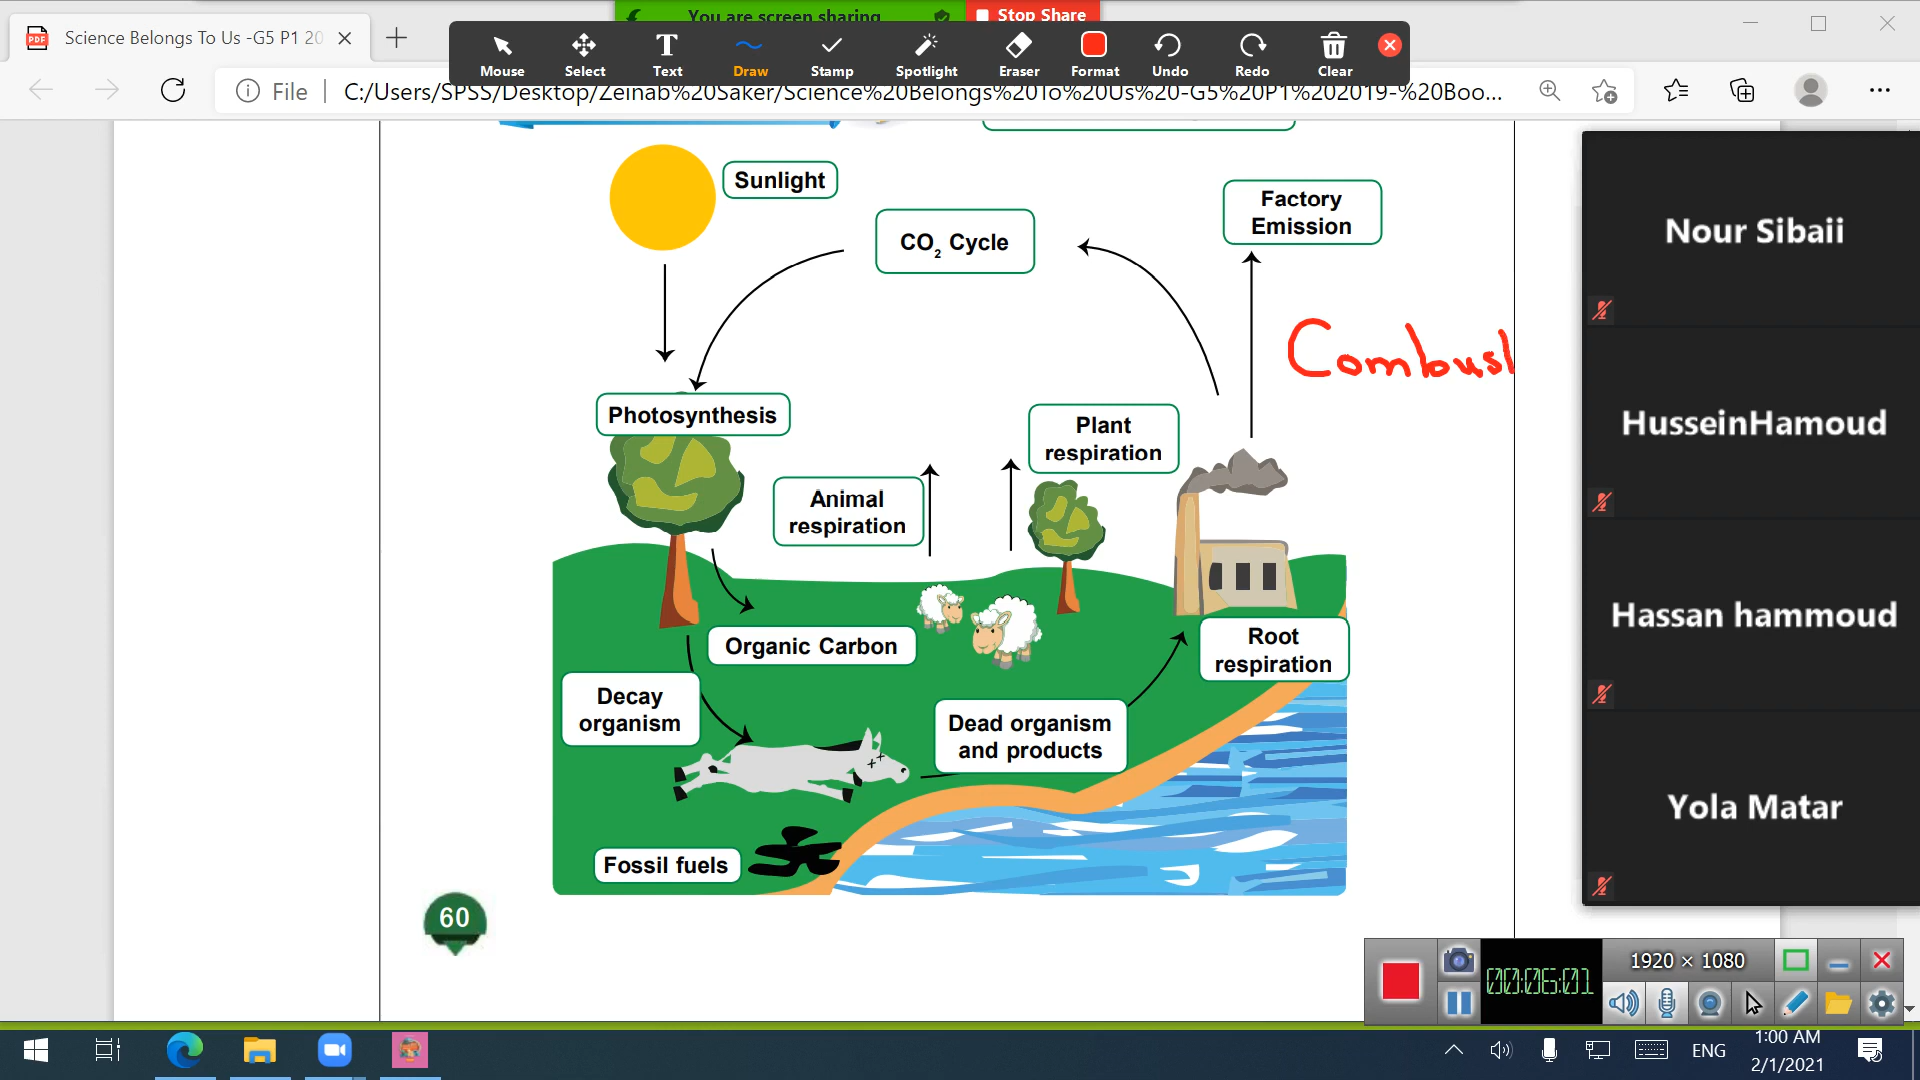 You are screen sharing
Stop Share
Science Belongs To Us -G5 P1 20
Mouse
Select
Text
Draw
Stamp
Spotlight
Eraser
Format
Undo
Redo
Clear
File
C:/Users/SPSS/Desktop/Zeinab%20Saker/Science%20Belongs%20To%20Us%20-G5%20P1%202019-%20Boo...
Sunlight
Factory
Emission
CO2 Cycle
Combust
Photosynthesis
Plant
respiration
Animal
respiration
Organic Carbon
Root
respiration
Decay
organism
Dead organism
and products
Fossil fuels
60
Nour Sibaii
HusseinHamoud
Hassan hammoud
Yola Matar
00:06:01
1920 × 1080
ENG
1:00 AM
2/1/2021